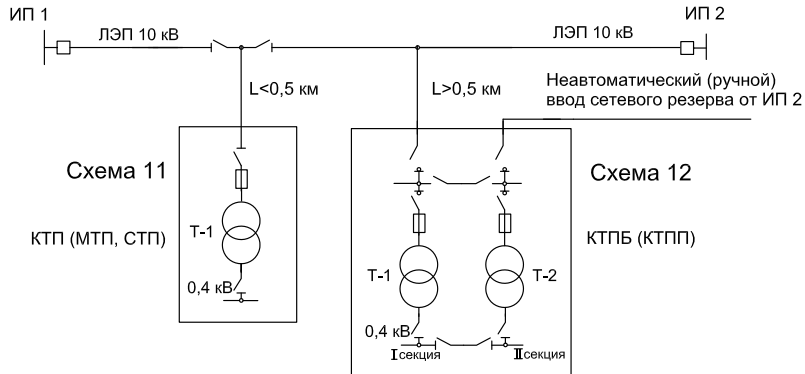 ИП 1
ИП 2
ЛЭП 10 кВ
ЛЭП 10 кВ
L<0,5 км
L>0,5 км
Неавтоматический (ручной)
ввод сетевого резерва от ИП 2
Схема 11
Схема 12
КТП (МТП, СТП)
Т-1
0,4 кВ
КТПБ (КТПП)
Т-1
Т-2
0,4 кВ
I секция
II секция